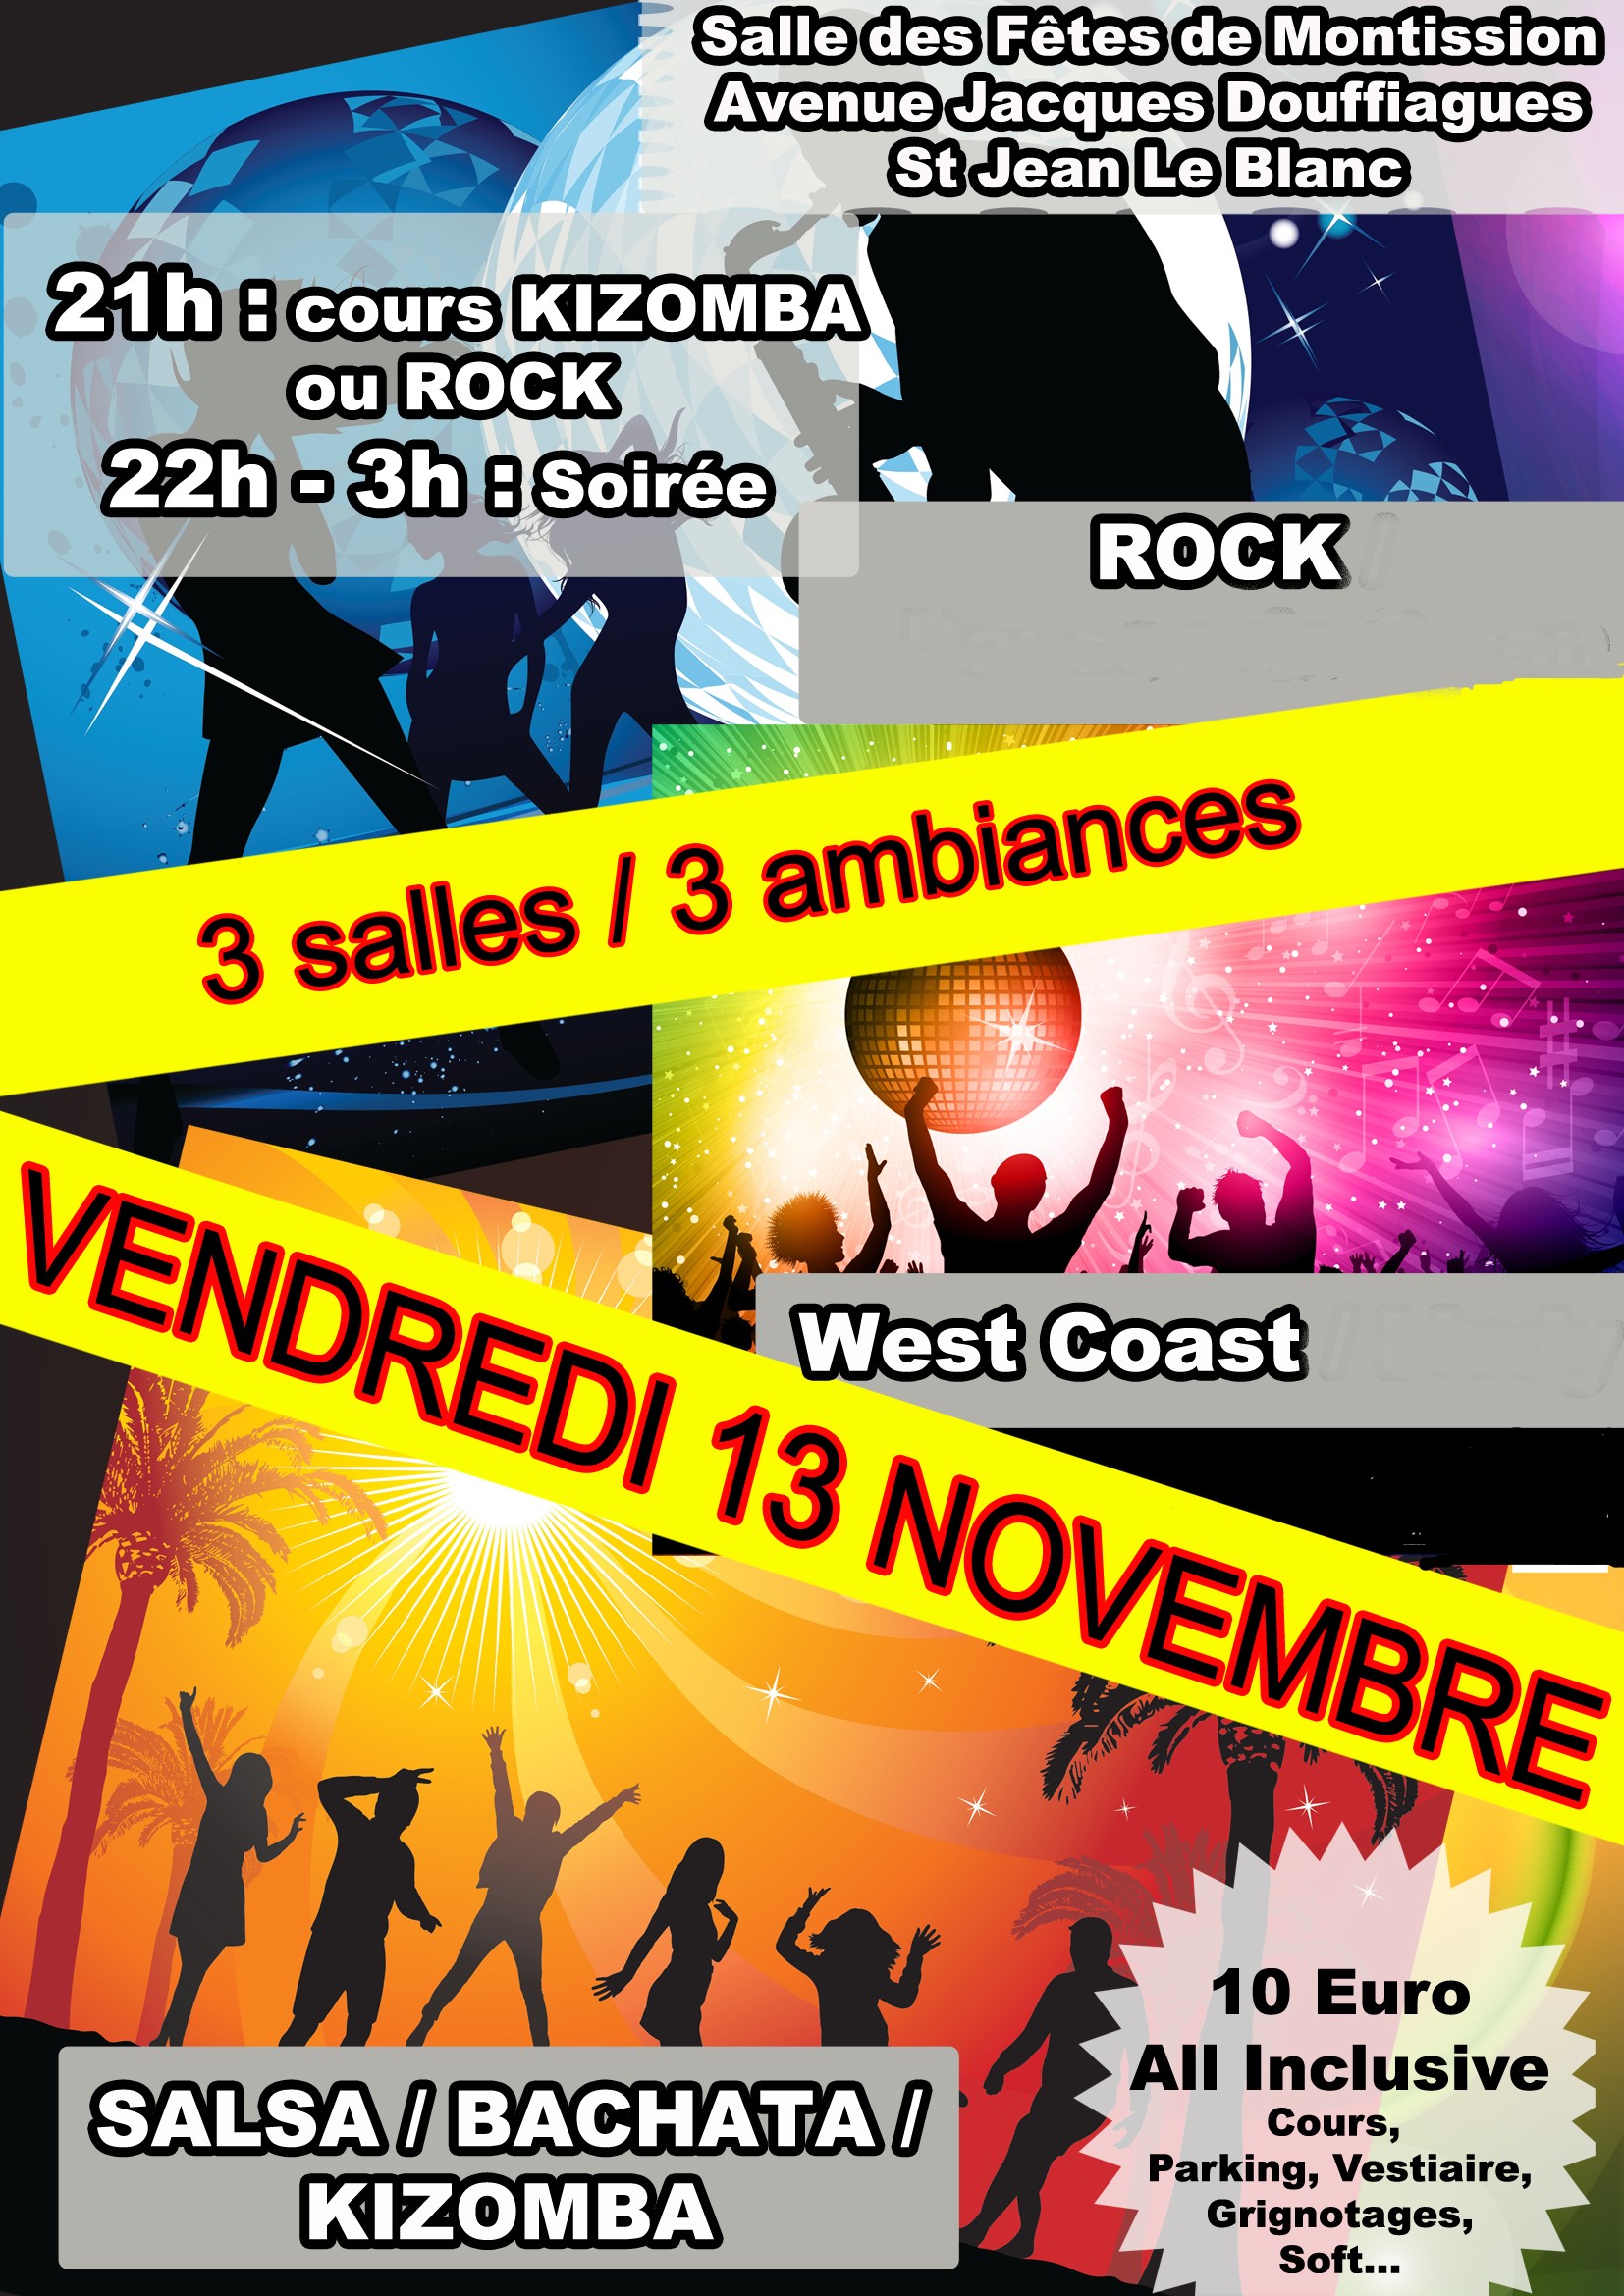 Salle des Fêtes de Montission
Avenue Jacques Douffiagues
St Jean Le Blanc
21h : cours KIZOMBA
ou ROCK
22h - 3h : Soirée
ROCK
3 salles / 3 ambiances
VENDREDI 13 NOVEMBRE
West Coast
SALSA / BACHATA /
KIZOMBA
10 Euro
All Inclusive
Cours,
Parking, Vestiaire,
Grignotages,
Soft...